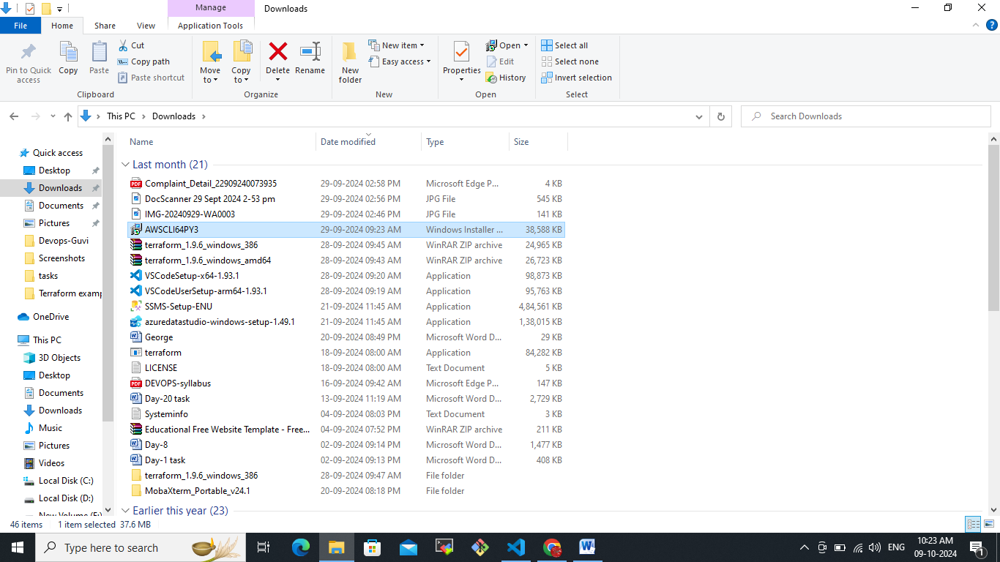 Manage
Downloads
File
Home
Share
View
Application Tools
Pin to Quick access
Copy
Paste
Cut
Copy path
Paste shortcut
Clipboard
Move to
Copy to
Delete
Rename
Organize
New folder
New item
Easy access
New
Properties
Open
Edit
History
Open
Select all
Select none
Invert selection
Select
This PC
Downloads
Search Downloads
Quick access
Desktop
Downloads
Documents
Pictures
Devops-Guvi
Screenshots
tasks
Terraform examp
OneDrive
This PC
3D Objects
Desktop
Documents
Downloads
Music
Pictures
Videos
Local Disk (C:)
Local Disk (D:)
Name Date modified Type Size
Last month (21)
PDF Complaint_Detail_22909240073935 29-09-2024 02:58 PM Microsoft Edge P... 4 KB
DocScanner 29 Sept 2024 2-53 pm 29-09-2024 02:56 PM JPG File 545 KB
IMG-20240929-WA0003 29-09-2024 02:46 PM JPG File 141 KB
AWSCLI64PY3 29-09-2024 09:23 AM Windows Installer ... 38,588 KB
terraform_1.9.6_windows_386 28-09-2024 09:45 AM WinRAR ZIP archive 24,965 KB
terraform_1.9.6_windows_amd64 28-09-2024 09:43 AM WinRAR ZIP archive 26,723 KB
VSCodeSetup-x64-1.93.1 28-09-2024 09:20 AM Application 98,873 KB
VSCodeUserSetup-arm64-1.93.1 28-09-2024 09:19 AM Application 95,763 KB
SSMS-Setup-ENU 21-09-2024 11:45 AM Application 4,84,561 KB
azuredatastudio-windows-setup-1.49.1 21-09-2024 11:45 AM Application 1,38,015 KB
George 20-09-2024 08:49 PM Microsoft Word D... 29 KB
terraform 18-09-2024 08:00 AM Application 84,282 KB
LICENSE 18-09-2024 08:00 AM Text Document 5 KB
PDF DEVOPS-syllabus 16-09-2024 09:42 AM Microsoft Edge P... 147 KB
Day-20 task 13-09-2024 11:19 AM Microsoft Word D... 2,729 KB
Systeminfo 04-09-2024 08:03 PM Text Document 3 KB
Educational Free Website Template - Free... 04-09-2024 07:52 PM WinRAR ZIP archive 211 KB
Day-8 02-09-2024 09:14 PM Microsoft Word D... 1,477 KB
Day-1 task 02-09-2024 09:13 PM Microsoft Word D... 408 KB
terraform_1.9.6_windows_386 28-09-2024 09:47 AM File folder
MobaXterm_Portable_v24.1 20-09-2024 08:18 PM File folder
Earlier this year (23)
46 items 1 item selected 37.6 MB
Type here to search
ENG
10:23 AM
09-10-2024
1